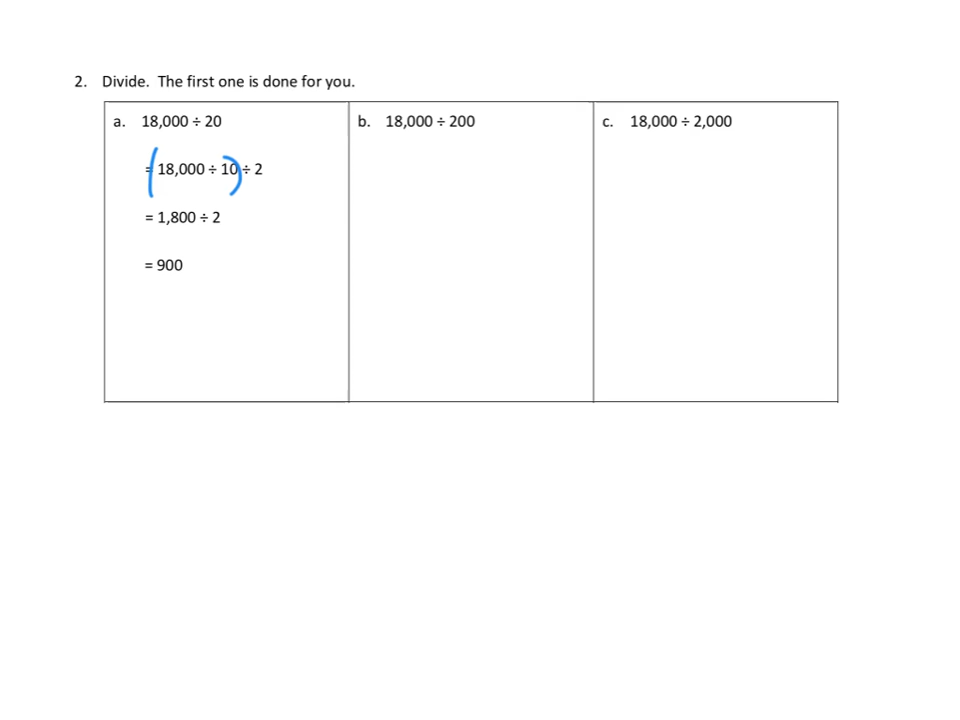 2. Divide. The first one is done for you.
a. 18,000 ÷ 20
= (18,000 ÷ 10) ÷ 2
= 1,800 ÷ 2
= 900
b. 18,000 ÷ 200
c. 18,000 ÷ 2,000